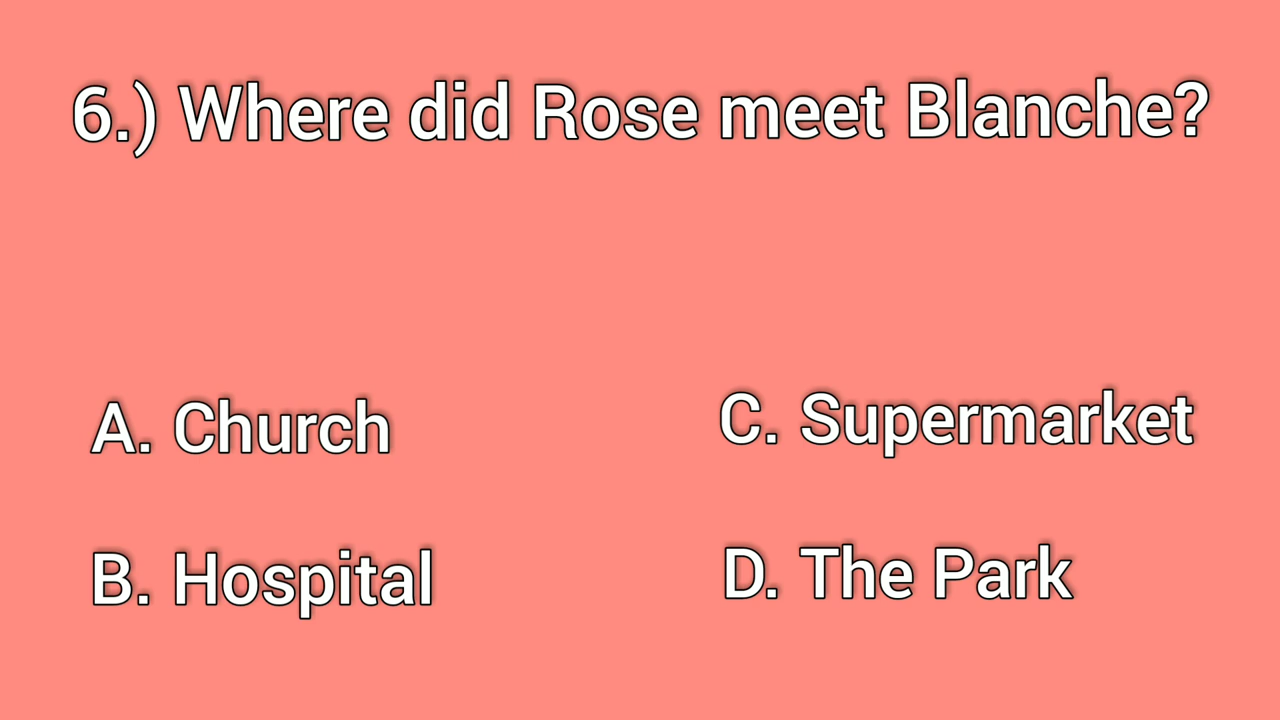 6.) Where did Rose meet Blanche?
A. Church
B. Hospital
C. Supermarket
D. The Park